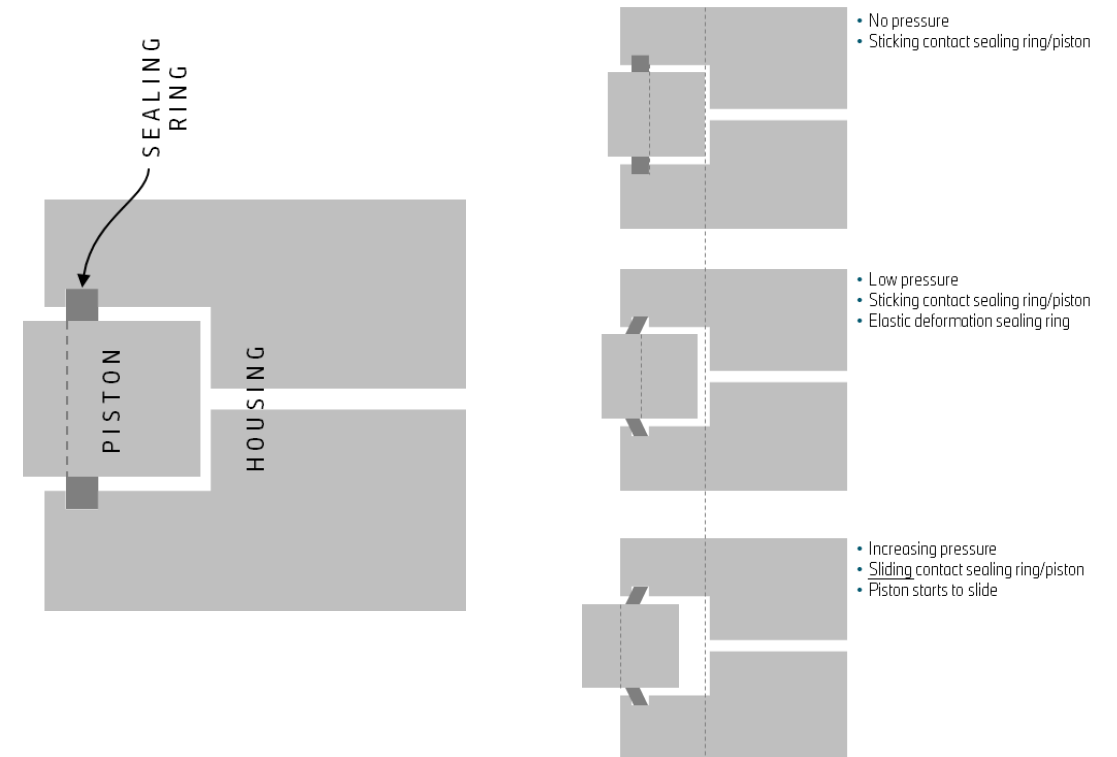 SEALING
RING
PISTON
HOUSING
• No pressure
• Sticking contact sealing ring/piston
• Low pressure
• Sticking contact sealing ring/piston
• Elastic deformation sealing ring
• Increasing pressure
• Sliding contact sealing ring/piston
• Piston starts to slide